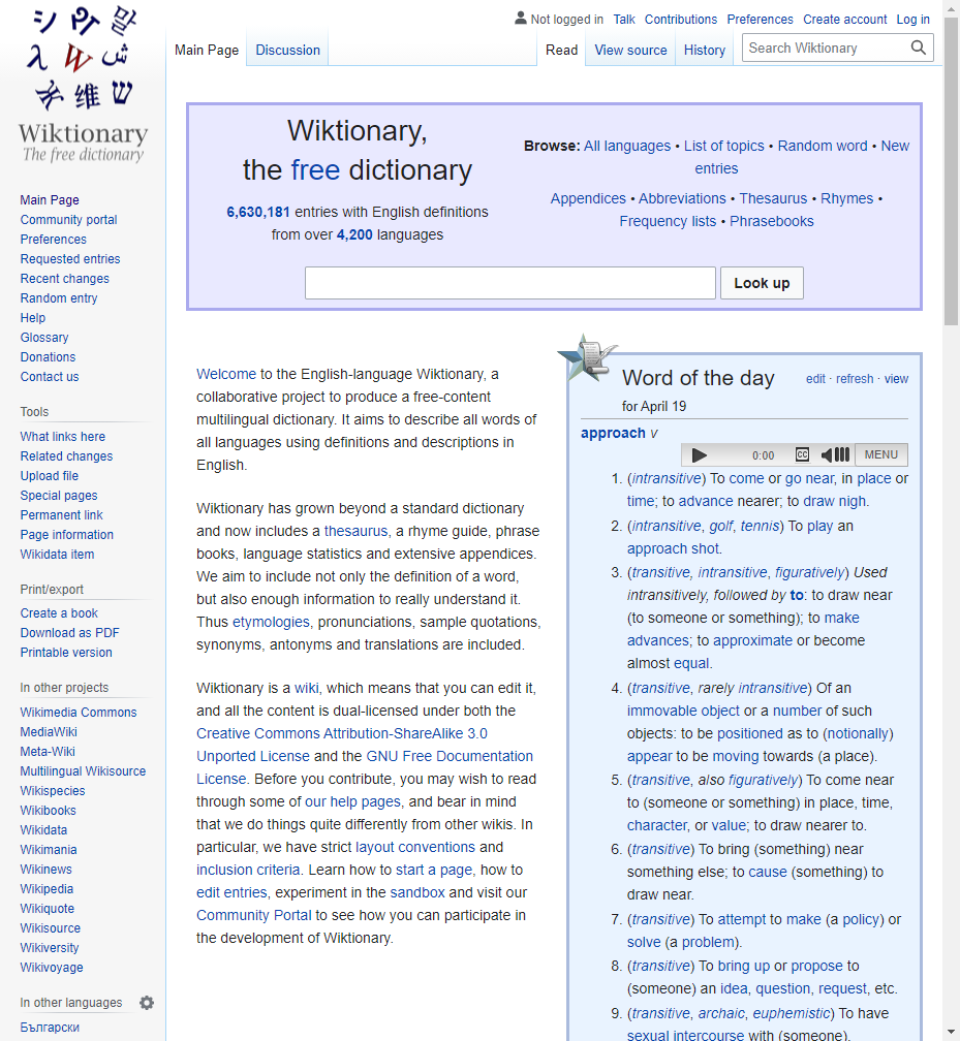 シ
維
ש
Wiktionary
The free dictionary
Not logged in Talk Contributions Preferences Create account Log in
Main Page Discussion Read View source History Search Wiktionary
Main Page
Community portal
Preferences
Requested entries
Recent changes
Random entry
Help
Glossary
Donations
Contact us
Tools
What links here
Related changes
Upload file
Special pages
Permanent link
Page information
Wikidata item
Print/export
Create a book
Download as PDF
Printable version
In other projects
Wikimedia Commons
MediaWiki
Meta-Wiki
Multilingual Wikisource
Wikispecies
Wikibooks
Wikidata
Wikimania
Wikinews
Wikipedia
Wikiquote
Wikisource
Wikiversity
Wikivoyage
In other languages
Български
Wiktionary,
the free dictionary
6,630,181 entries with English definitions
from over 4,200 languages
Browse: All languages • List of topics • Random word • New
entries
Appendices • Abbreviations • Thesaurus • Rhymes •
Frequency lists • Phrasebooks
Look up
Welcome to the English-language Wiktionary, a
collaborative project to produce a free-content
multilingual dictionary. It aims to describe all words of
all languages using definitions and descriptions in
English.
Wiktionary has grown beyond a standard dictionary
and now includes a thesaurus, a rhyme guide, phrase
books, language statistics and extensive appendices.
We aim to include not only the definition of a word,
but also enough information to really understand it.
Thus etymologies, pronunciations, sample quotations,
synonyms, antonyms and translations are included.
Wiktionary is a wiki, which means that you can edit it,
and all the content is dual-licensed under both the
Creative Commons Attribution-ShareAlike 3.0
Unported License and the GNU Free Documentation
License. Before you contribute, you may wish to read
through some of our help pages, and bear in mind
that we do things quite differently from other wikis. In
particular, we have strict layout conventions and
inclusion criteria. Learn how to start a page, how to
edit entries, experiment in the sandbox and visit our
Community Portal to see how you can participate in
the development of Wiktionary.
Word of the day edit · refresh · view
for April 19
approach v
0:00 CC MENU
1. (intransitive) To come or go near, in place or
time; to advance nearer; to draw nigh.
2. (intransitive, golf, tennis) To play an
approach shot.
3. (transitive, intransitive, figuratively) Used
intransitively, followed by to: to draw near
(to someone or something); to make
advances; to approximate or become
almost equal.
4. (transitive, rarely intransitive) Of an
immovable object or a number of such
objects: to be positioned as to (notionally)
appear to be moving towards (a place).
5. (transitive, also figuratively) To come near
to (someone or something) in place, time,
character, or value; to draw nearer to.
6. (transitive) To bring (something) near
something else; to cause (something) to
draw near.
7. (transitive) To attempt to make (a policy) or
solve (a problem).
8. (transitive) To bring up or propose to
(someone) an idea, question, request, etc.
9. (transitive, archaic, euphemistic) To have
sexual intercourse with (someone).